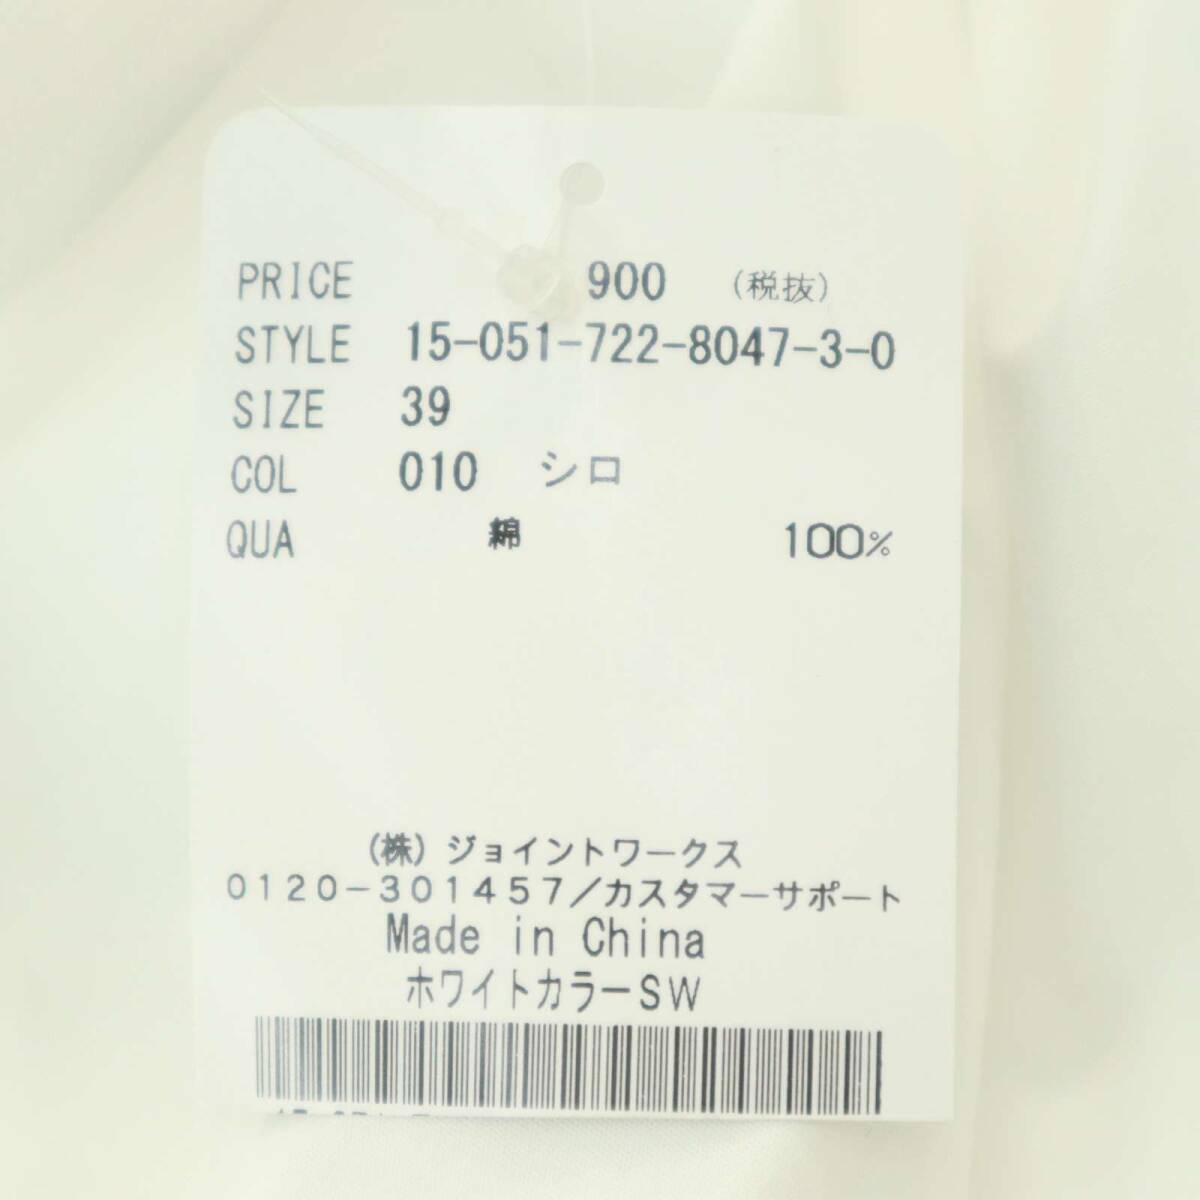 PRICE 900 (税抜)
STYLE 15-051-722-8047-3-0
SIZE 39
COL 010 シロ
QUA 綿 100%
(株) ジョイントワークス
0120-301457/カスタマーサポート
Made in China
ホワイトカラーSW